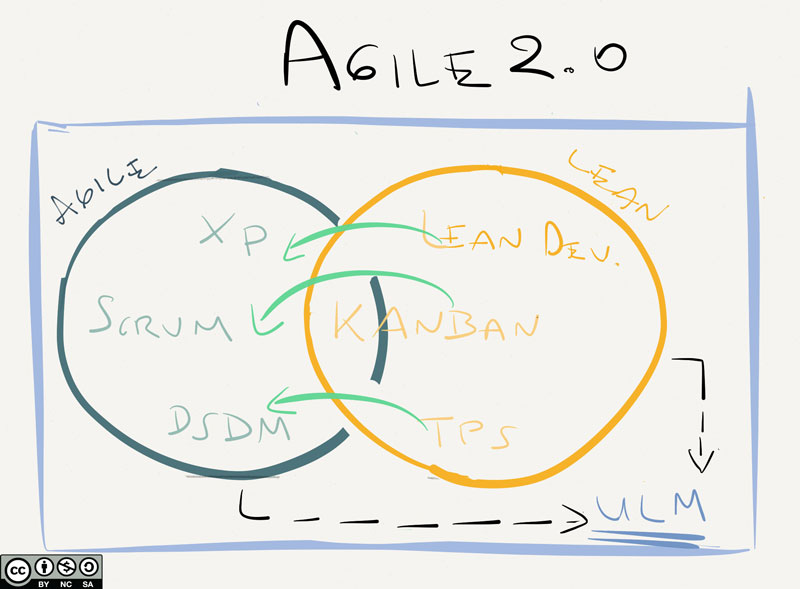 AGILE 2.0
AGILE
LEAN
XP
LEAN DEV.
SCRUM
KANBAN
DSDM
TPS
ULM
cc
BY NC SA